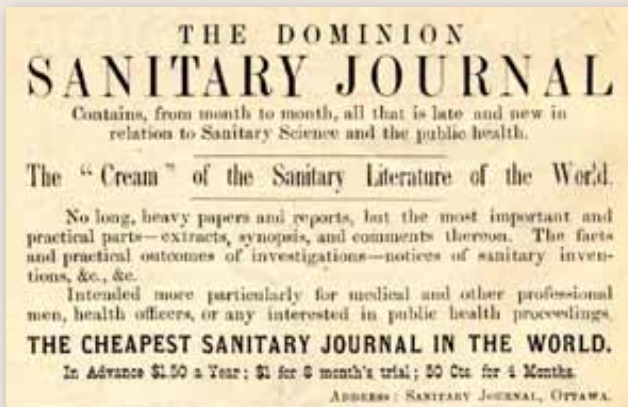 THE DOMINION
SANITARY JOURNAL
Contains, from month to month, all that is late and new in
relation to Sanitary Science and the public health.
The "Cream" of the Sanitary Literature of the World.
No long, heavy papers and reports, but the most important and
practical parts—extracts, synopsis, and comments thereon. The facts
and practical outcomes of investigations—notices of sanitary inven-
tions, &c., &c.
Intended more particularly for medical and other professional
men, health officers, or any interested in public health proceedings.
THE CHEAPEST SANITARY JOURNAL IN THE WORLD.
In Advance $1.50 a Year; $1 for 8 month's trial; 50 Cts. for 4 Months.
ADDRESS: SANITARY JOURNAL, OTTAWA.